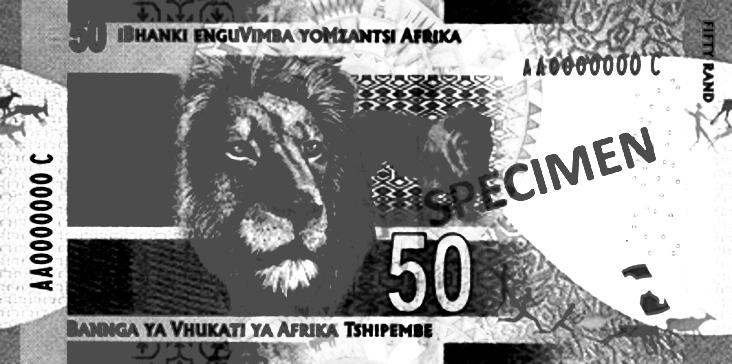 50 iBhanki enguVimba yoMzantsi Afrika
FIFTY RAND
AA0000000 C
AA0000000 C
SPECIMEN
50
Bannga ya Vhukati ya Afrika Tshipembe